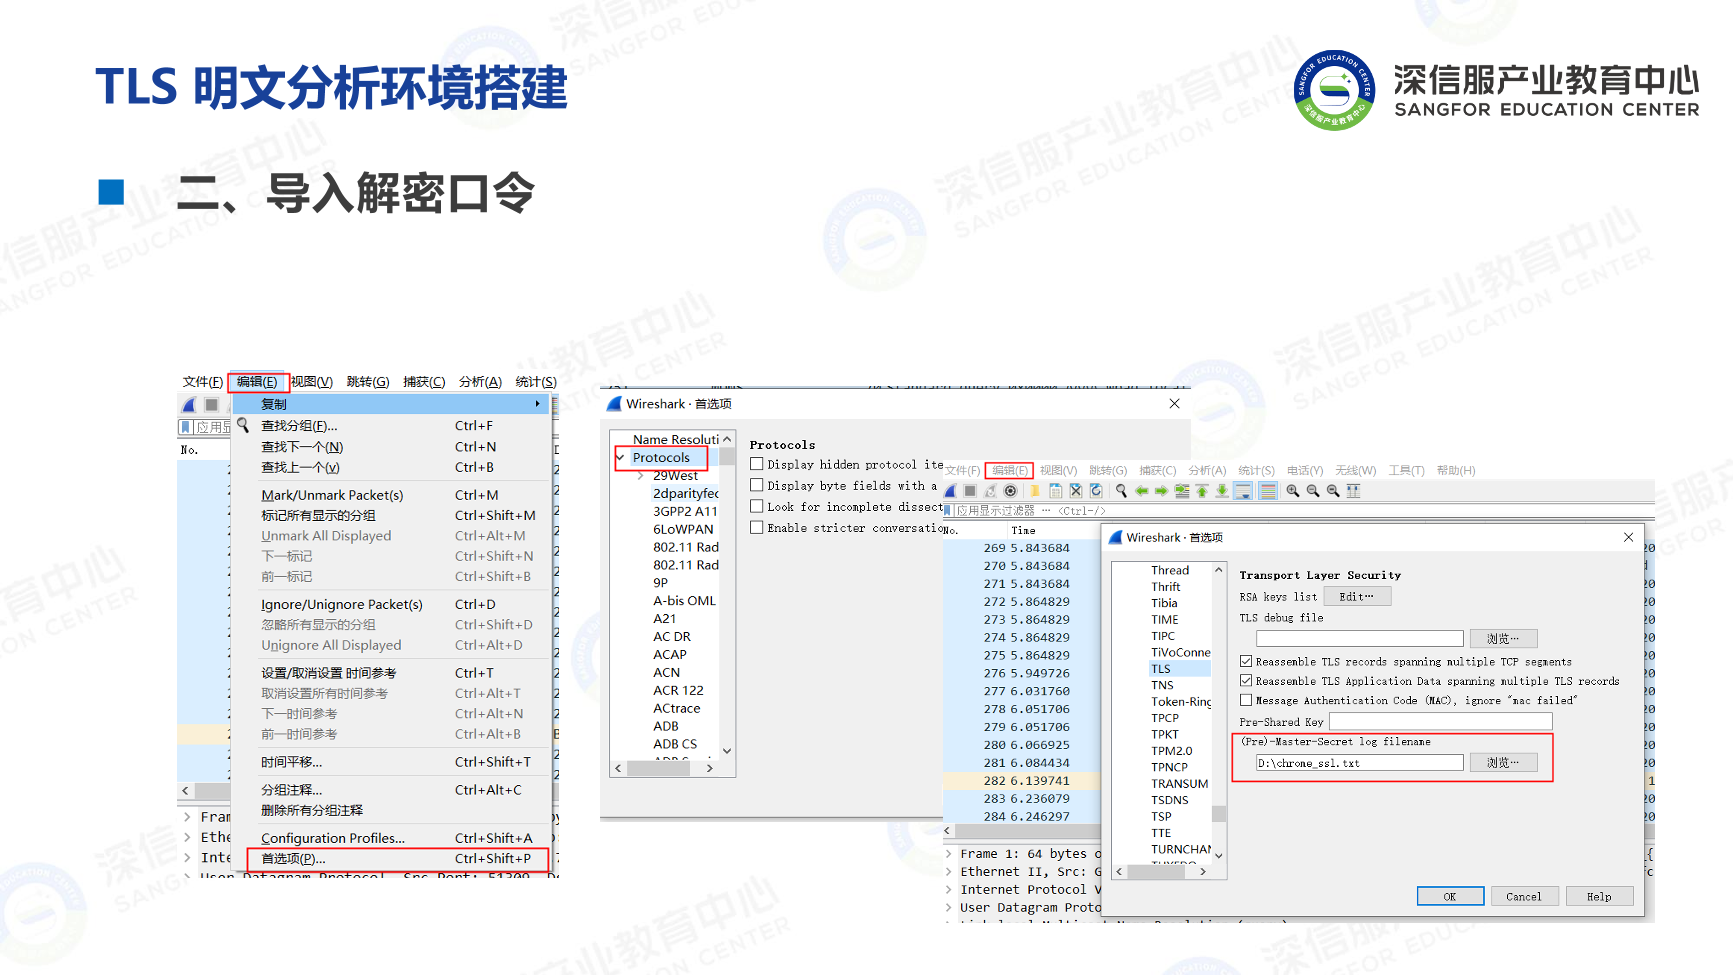 TLS 明文分析环境搭建
深信服产业教育中心
SANGFOR EDUCATION CENTER
二、导入解密口令
文件(F) 编辑(E) 视图(V) 跳转(G) 捕获(C) 分析(A) 统计(S)
复制
查找分组(F)... Ctrl+F
No. 查找下一个(N) Ctrl+N
查找上一个(v) Ctrl+B
Mark/Unmark Packet(s) Ctrl+M
标记所有显示的分组 Ctrl+Shift+M
Unmark All Displayed Ctrl+Alt+M
下一标记 Ctrl+Shift+N
前一标记 Ctrl+Shift+B
Ignore/Unignore Packet(s) Ctrl+D
忽略所有显示的分组 Ctrl+Shift+D
Unignore All Displayed Ctrl+Alt+D
设置/取消设置 时间参考 Ctrl+T
取消设置所有时间参考 Ctrl+Alt+T
下一时间参考 Ctrl+Alt+N
前一时间参考 Ctrl+Alt+B
时间平移... Ctrl+Shift+T
分组注释... Ctrl+Alt+C
删除所有分组注释
Configuration Profiles... Ctrl+Shift+A
首选项(P)... Ctrl+Shift+P
Wireshark · 首选项
Name Resoluti
Protocols
29West
2dparityfec
3GPP2 A11
6LoWPAN
802.11 Rad
802.11 Rad
9P
A-bis OML
A21
AC DR
ACAP
ACN
ACR 122
ACtrace
ADB
ADB CS
Protocols
Display hidden protocol ite
Display byte fields with a
Look for incomplete dissect
Enable stricter conversatio
文件(F) 编辑(E) 视图(V) 跳转(G) 捕获(C) 分析(A) 统计(S) 电话(Y) 无线(W) 工具(T) 帮助(H)
应用显示过滤器 … <Ctrl-/>
No. Time
269 5.843684
270 5.843684
271 5.843684
272 5.864829
273 5.864829
274 5.864829
275 5.864829
276 5.949726
277 6.031760
278 6.051706
279 6.051706
280 6.066925
281 6.084434
282 6.139741
283 6.236079
284 6.246297
Frame 1: 64 bytes o
Ethernet II, Src: G
Internet Protocol V
User Datagram Proto
Wireshark · 首选项
Thread
Thrift
Tibia
TIME
TIPC
TiVoConne
TLS
TNS
Token-Ring
TPCP
TPKT
TPM2.0
TPNCP
TRANSUM
TSDNS
TSP
TTE
TURNCHAN
Transport Layer Security
RSA keys list Edit…
TLS debug file
浏览…
Reassemble TLS records spanning multiple TCP segments
Reassemble TLS Application Data spanning multiple TLS records
Message Authentication Code (MAC), ignore "mac failed"
Pre-Shared Key
(Pre)-Master-Secret log filename
D:\chrome_ssl.txt 浏览…
OK Cancel Help